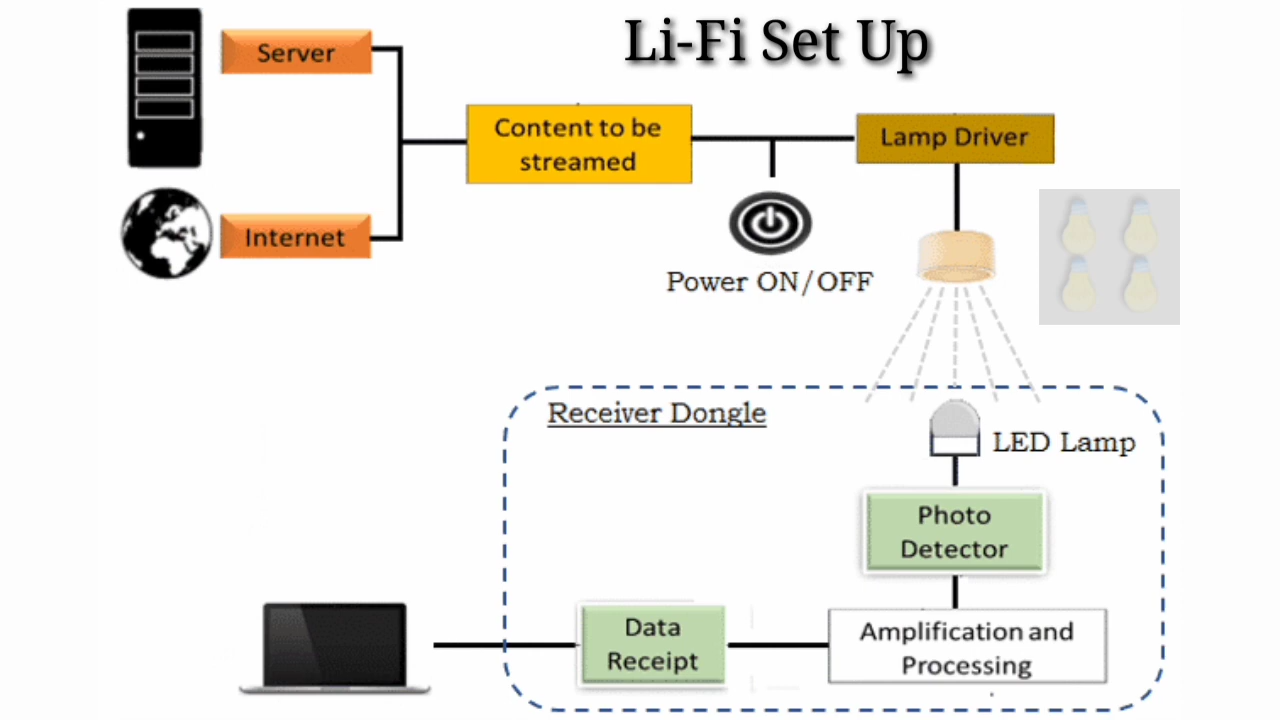 Li-Fi Set Up
Server
Content to be
streamed
Lamp Driver
Internet
Power ON/OFF
Receiver Dongle
LED Lamp
Photo
Detector
Data
Receipt
Amplification and
Processing